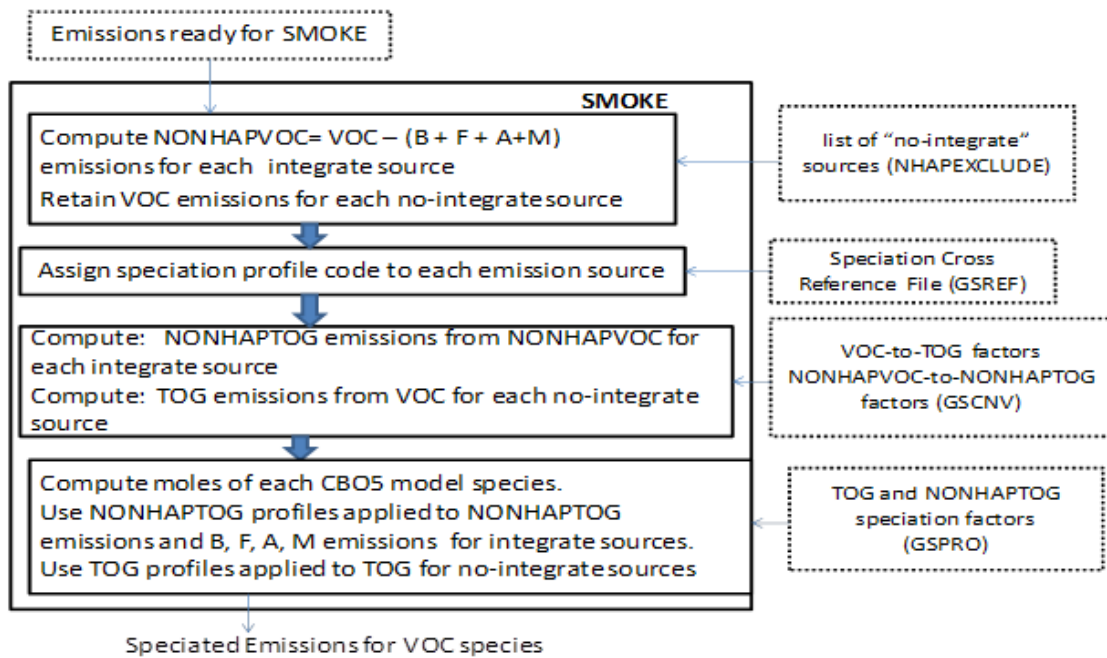 Emissions ready for SMOKE
SMOKE
Compute NONHAPVOC= VOC – (B + F + A+M)
emissions for each integrate source
Retain VOC emissions for each no-integrate source
list of “no-integrate”
sources (NHAPEXCLUDE)
Assign speciation profile code to each emission source
Speciation Cross
Reference File (GSREF)
Compute: NONHAPTOG emissions from NONHAPVOC for
each integrate source
Compute: TOG emissions from VOC for each no-integrate
source
VOC-to-TOG factors
NONHAPVOC-to-NONHAPTOG
factors (GSCNV)
Compute moles of each CB05 model species.
Use NONHAPTOG profiles applied to NONHAPTOG
emissions and B, F, A, M emissions for integrate sources.
Use TOG profiles applied to TOG for no-integrate sources
TOG and NONHAPTOG
speciation factors
(GSPRO)
Speciated Emissions for VOC species